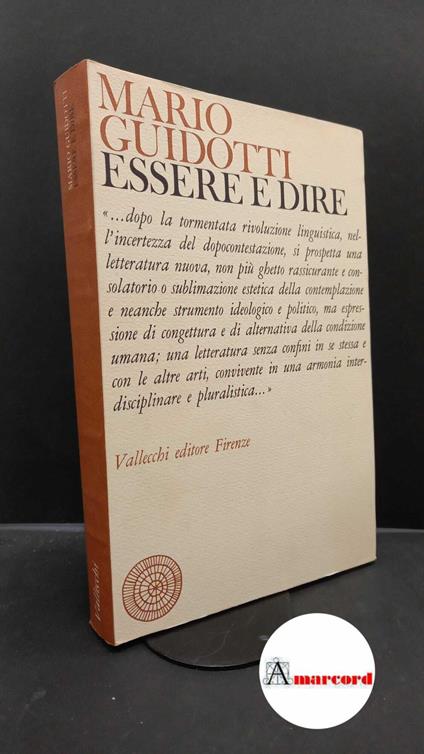 MARIO
GUIDOTTI
ESSERE E DIRE
«...dopo la tormentata rivoluzione linguistica, nel-
l'incertezza del dopocontestazione, si prospetta una
letteratura nuova, non più ghetto rassicurante e con-
solatorio o sublimazione estetica della contemplazione
e neanche strumento ideologico e politico, ma espres-
sione di congettura e di alternativa della condizione
umana; una letteratura senza confini in se stessa e
con le altre arti, convivente in una armonia inter-
disciplinare e pluralistica...»
Vallecchi editore Firenze
MARIO GUIDOTTI
ESSERE E DIRE
Vallecchi
Amarcord